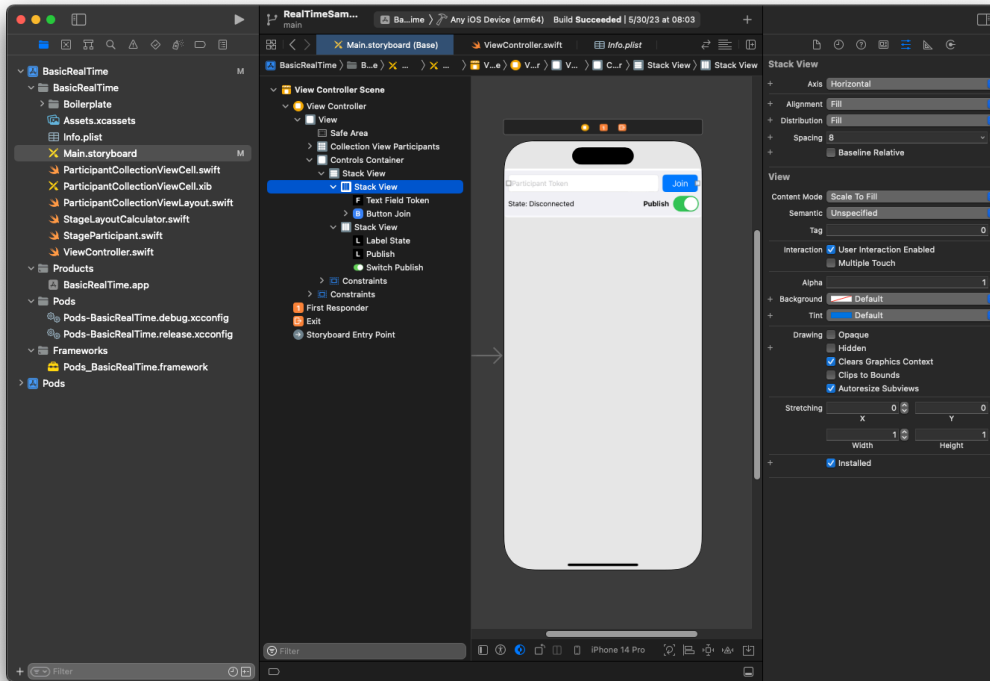 RealTimeSam...
main
Ba...ime
Any iOS Device (arm64)
Build Succeeded | 5/30/23 at 08:03
Main.storyboard (Base)
ViewController.swift
Info.plist
BasicRealTime
B...e
...
...
V...e
V...r
V...
C...r
Stack View
Stack View
BasicRealTime
M
BasicRealTime
Boilerplate
Assets.xcassets
Info.plist
Main.storyboard
M
ParticipantCollectionViewCell.swift
ParticipantCollectionViewCell.xib
ParticipantCollectionViewLayout.swift
StageLayoutCalculator.swift
StageParticipant.swift
ViewController.swift
Products
BasicRealTime.app
Pods
Pods-BasicRealTime.debug.xcconfig
Pods-BasicRealTime.release.xcconfig
Frameworks
Pods_BasicRealTime.framework
Pods
Filter
View Controller Scene
View Controller
View
Safe Area
Collection View Participants
Controls Container
Stack View
Stack View
F Text Field Token
B Button Join
Stack View
L Label State
L Publish
Switch Publish
Constraints
Constraints
First Responder
Exit
Storyboard Entry Point
Filter
Participant Token
Join
State: Disconnected
Publish
iPhone 14 Pro
Stack View
Axis Horizontal
Alignment Fill
Distribution Fill
Spacing 8
Baseline Relative
View
Content Mode Scale To Fill
Semantic Unspecified
Tag 0
Interaction User Interaction Enabled
Multiple Touch
Alpha 1
Background Default
Tint Default
Drawing Opaque
Hidden
Clears Graphics Context
Clips to Bounds
Autoresize Subviews
Stretching 0 0
X Y
1 1
Width Height
Installed